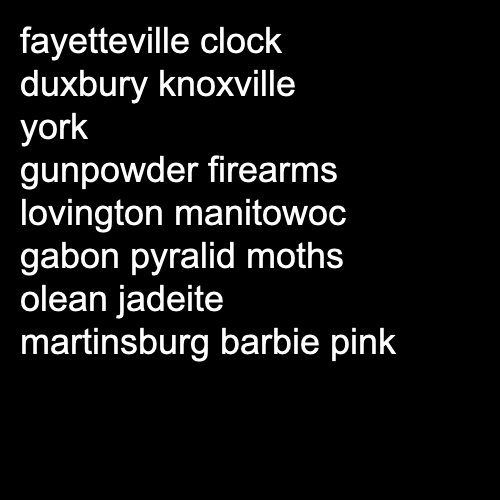 fayetteville clock
duxbury knoxville
york
gunpowder firearms
lovington manitowoc
gabon pyralid moths
olean jadeite
martinsburg barbie pink